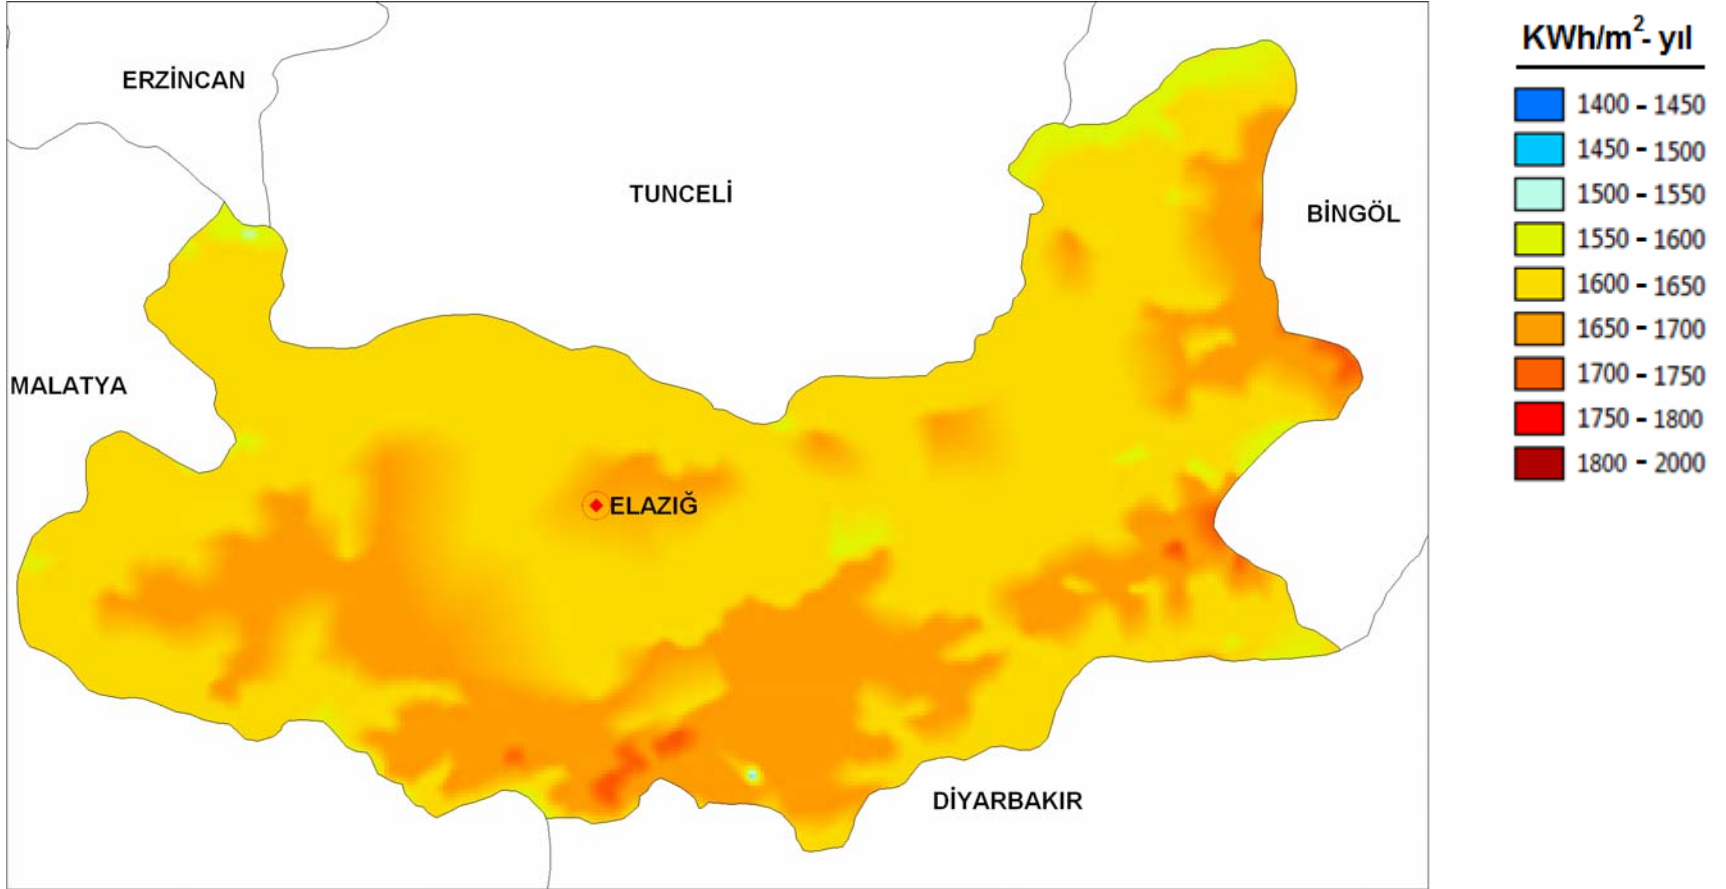 ERZİNCAN
TUNCELİ
BİNGÖL
MALATYA
ELAZIĞ
DİYARBAKIR
KWh/m²- yıl
1400 - 1450
1450 - 1500
1500 - 1550
1550 - 1600
1600 - 1650
1650 - 1700
1700 - 1750
1750 - 1800
1800 - 2000